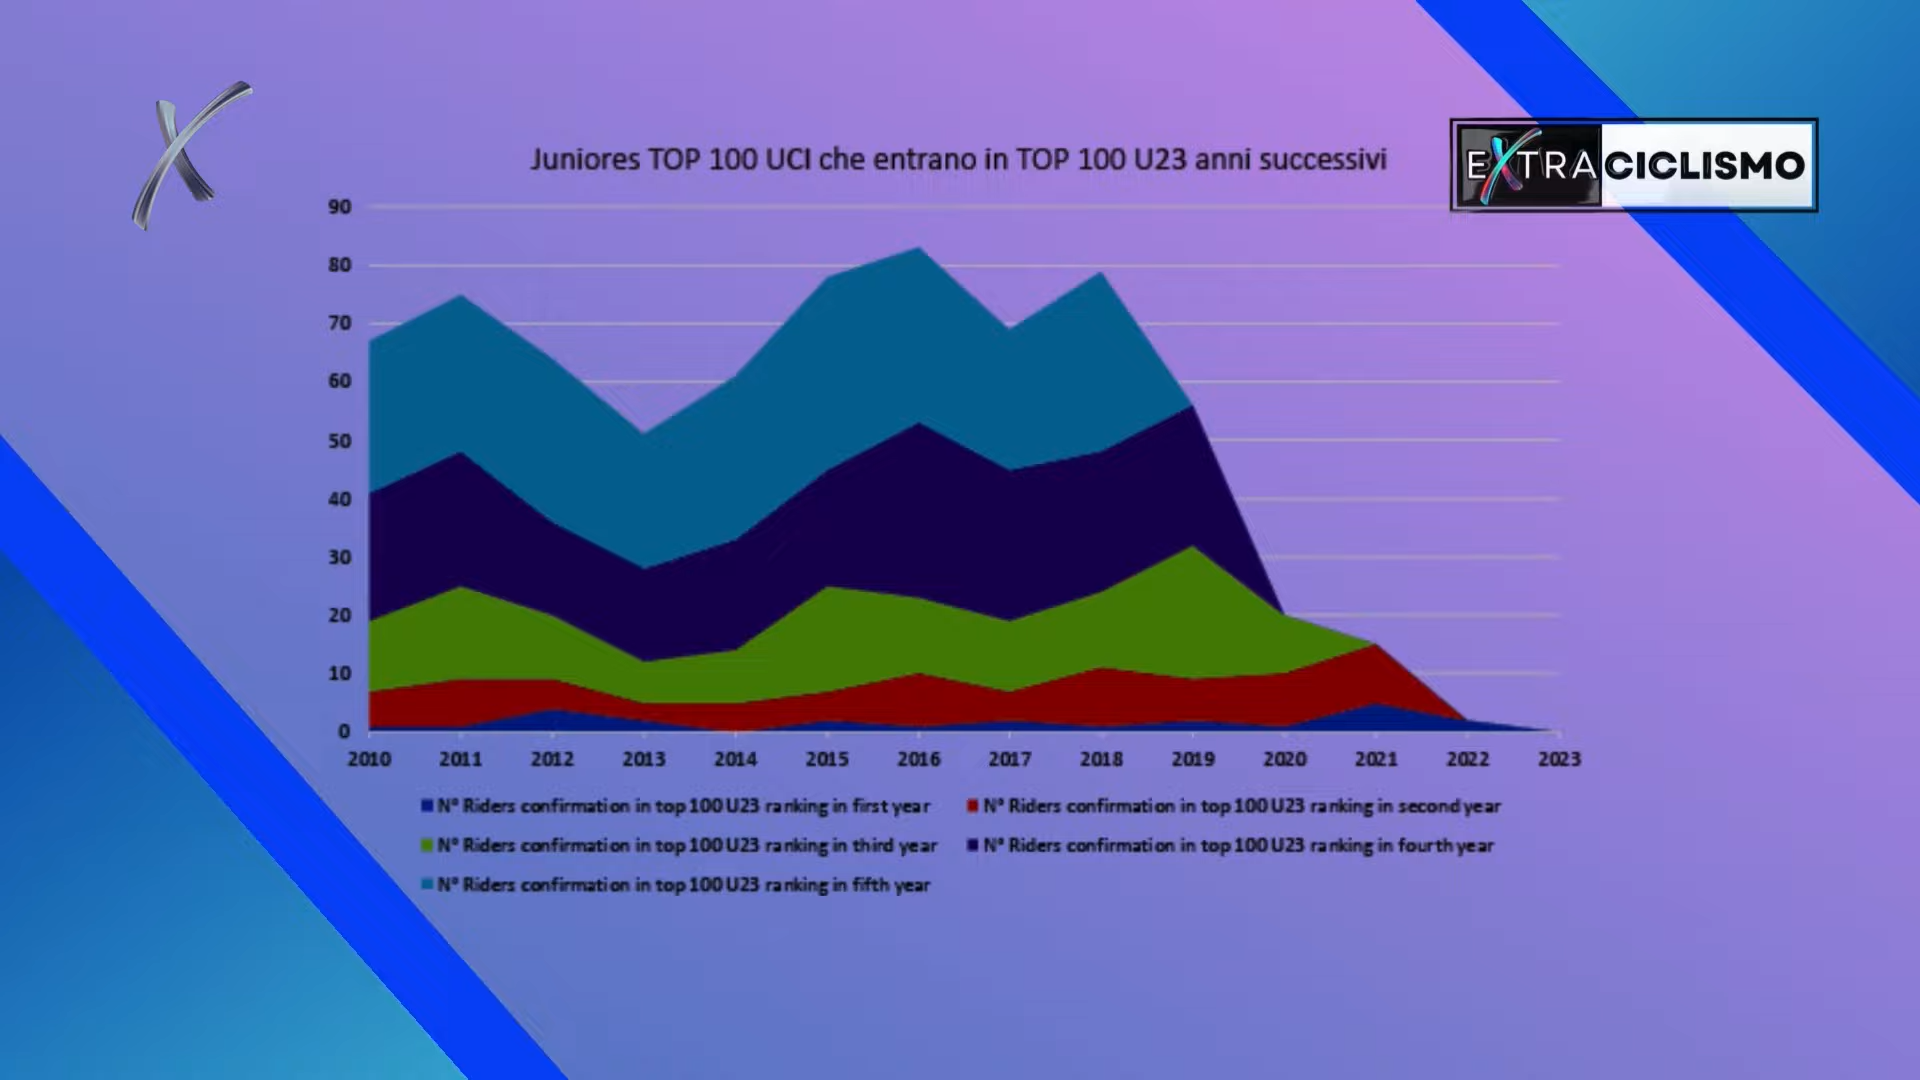 Juniores TOP 100 UCI che entrano in TOP 100 U23 anni successivi
EXTRA CICLISMO
90
80
70
60
50
40
30
20
10
0
2010 2011 2012 2013 2014 2015 2016 2017 2018 2019 2020 2021 2022 2023
N° Riders confirmation in top 100 U23 ranking in first year
N° Riders confirmation in top 100 U23 ranking in second year
N° Riders confirmation in top 100 U23 ranking in third year
N° Riders confirmation in top 100 U23 ranking in fourth year
N° Riders confirmation in top 100 U23 ranking in fifth year